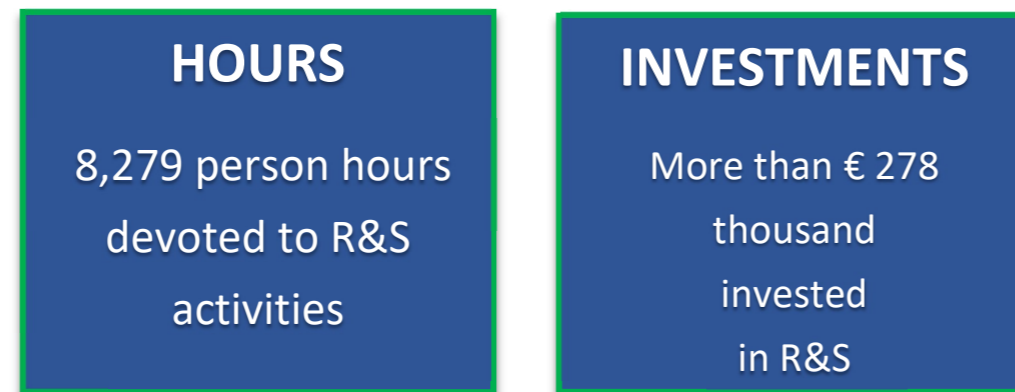 HOURS
8,279 person hours
devoted to R&S
activities
INVESTMENTS
More than € 278
thousand
invested
in R&S